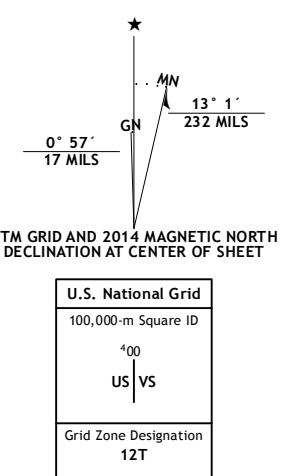 ★
MN
GN
13° 1´
232 MILS
0° 57´
17 MILS
TM GRID AND 2014 MAGNETIC NORTH
DECLINATION AT CENTER OF SHEET
U.S. National Grid
100,000-m Square ID
⁴00
US VS
Grid Zone Designation
12T